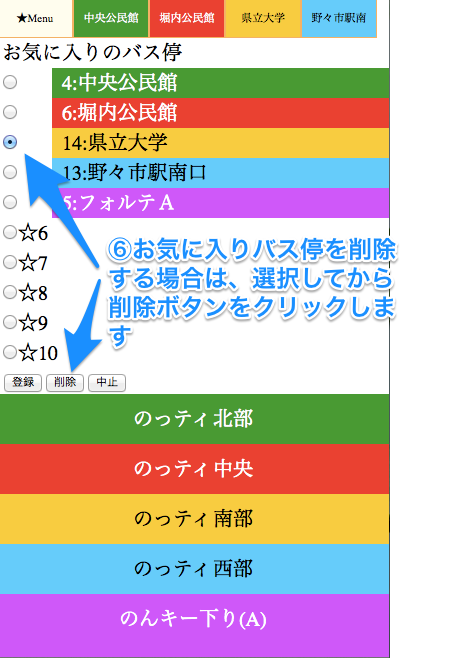 ★Menu 中央公民館 堀内公民館 県立大学 野々市駅南
お気に入りのバス停
4:中央公民館
6:堀内公民館
14:県立大学
13:野々市駅南口
5:フォルテA
☆6
☆7
☆8
☆9
☆10
⑥お気に入りバス停を削除
する場合は、選択してから
削除ボタンをクリックしま
す
登録 削除 中止
のっティ北部
のっティ中央
のっティ南部
のっティ西部
のんキー下り(A)